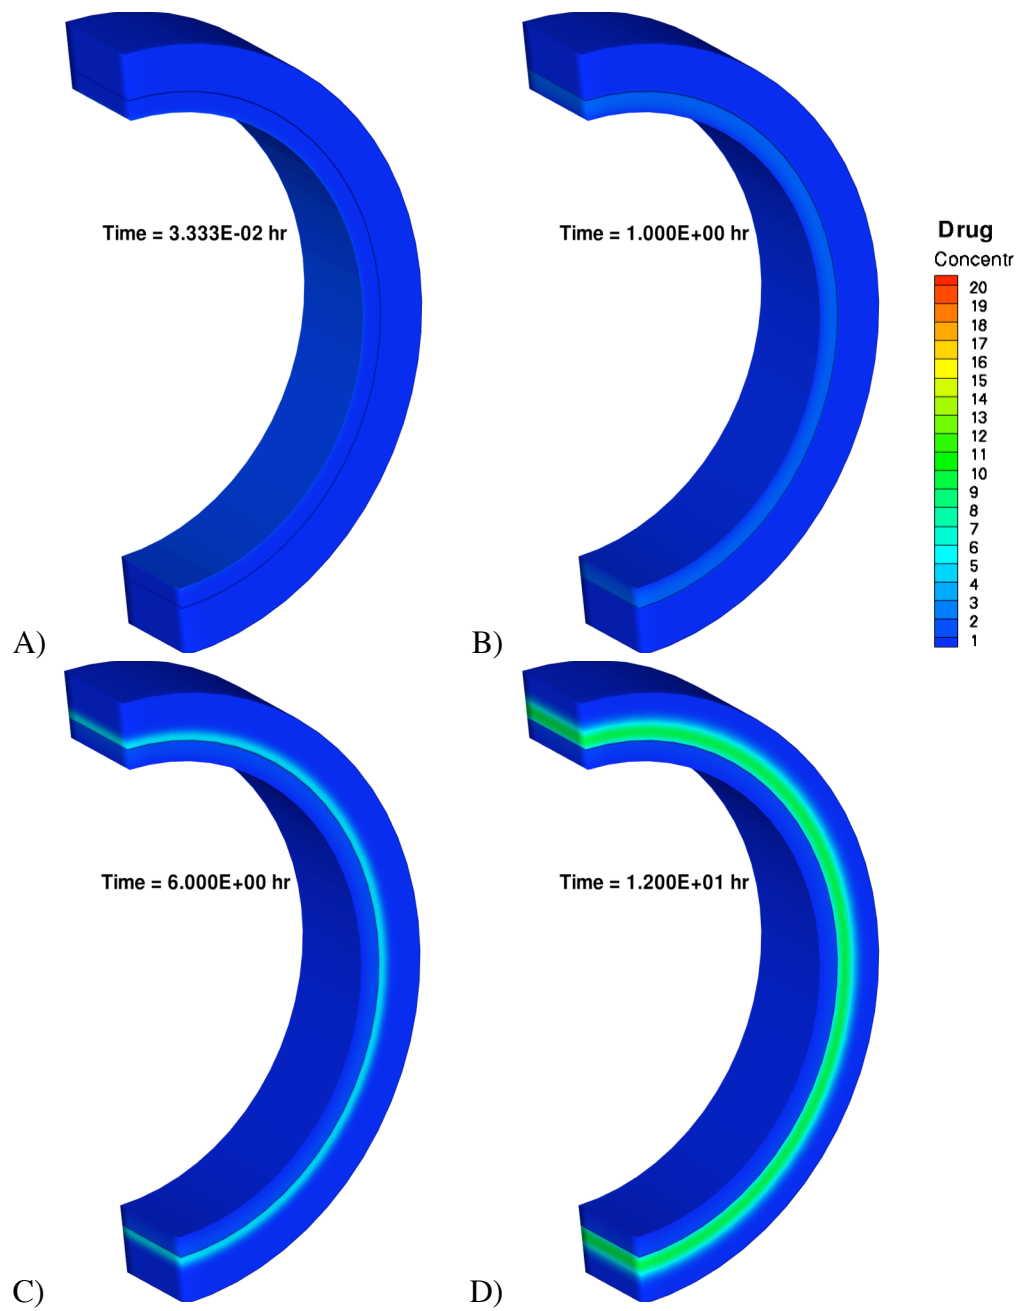 Time = 3.333E-02 hr
Time = 1.000E+00 hr
Drug
Concentr
20
19
18
17
16
15
14
13
12
11
10
9
8
7
6
5
4
3
2
1
A)
B)
Time = 6.000E+00 hr
Time = 1.200E+01 hr
C)
D)